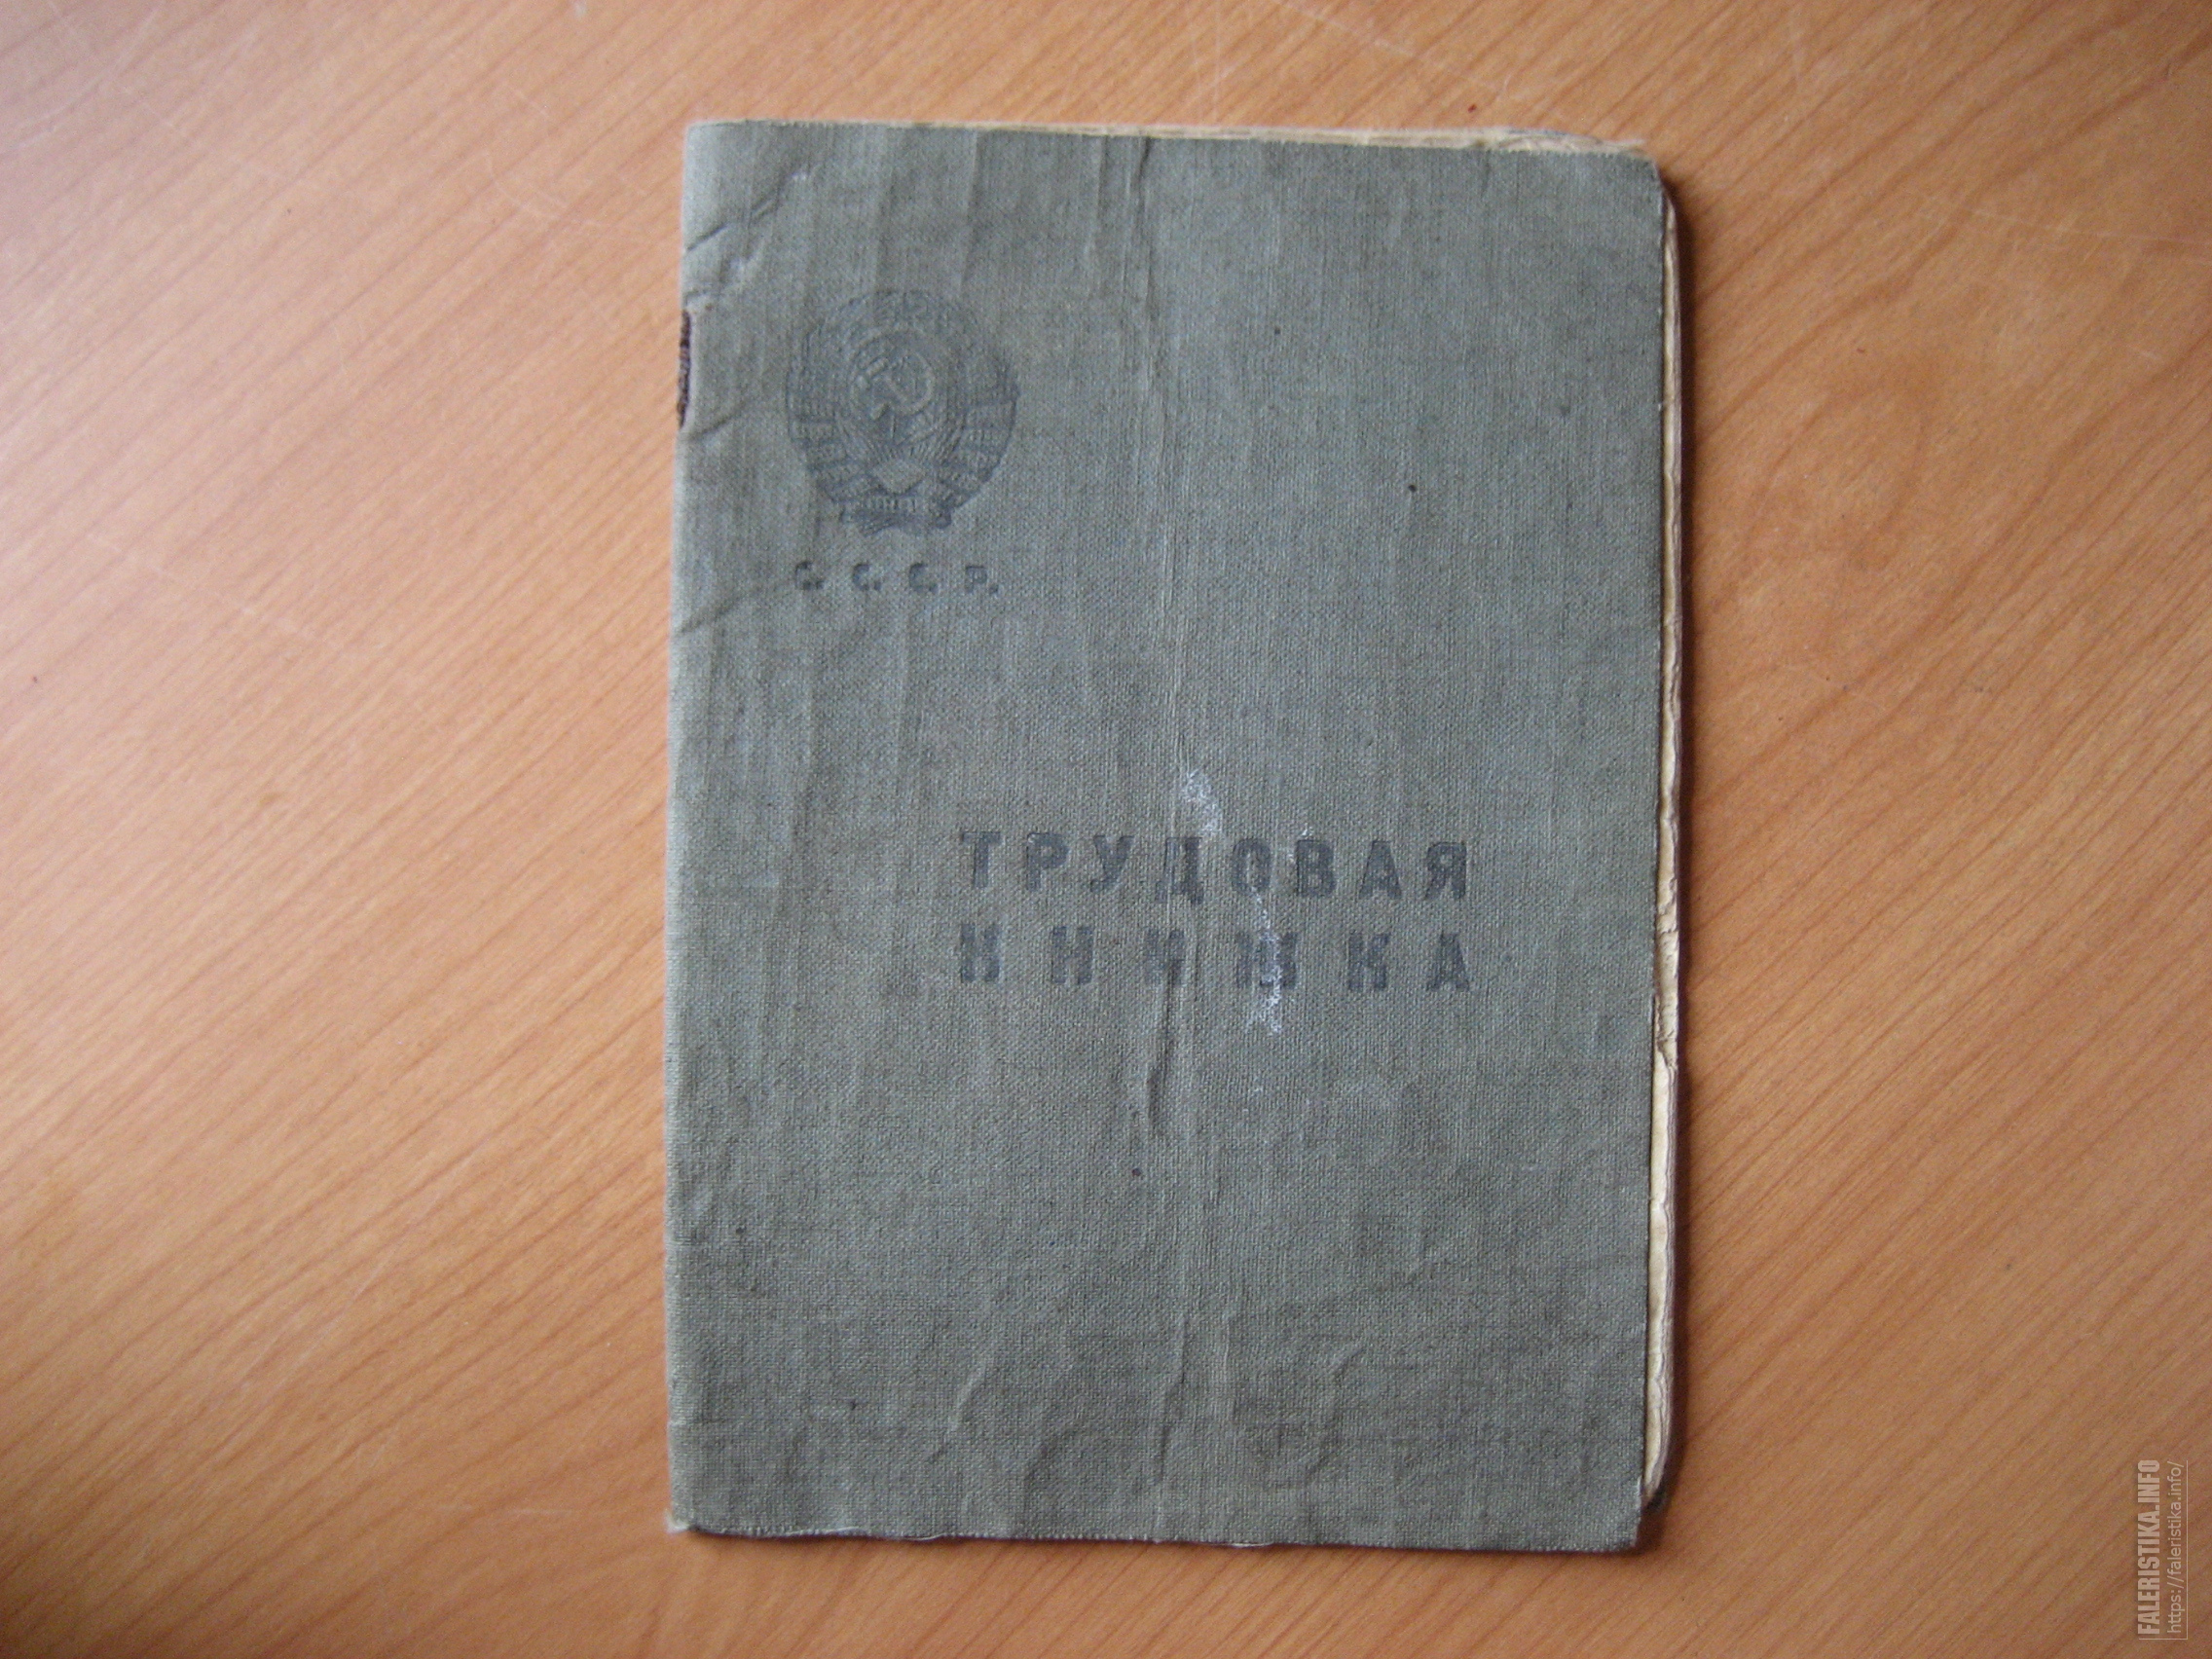 С. С. С. Р.
ТРУДОВАЯ
КНИЖКА
FALERISTIKA.INFO
https://faleristika.info/